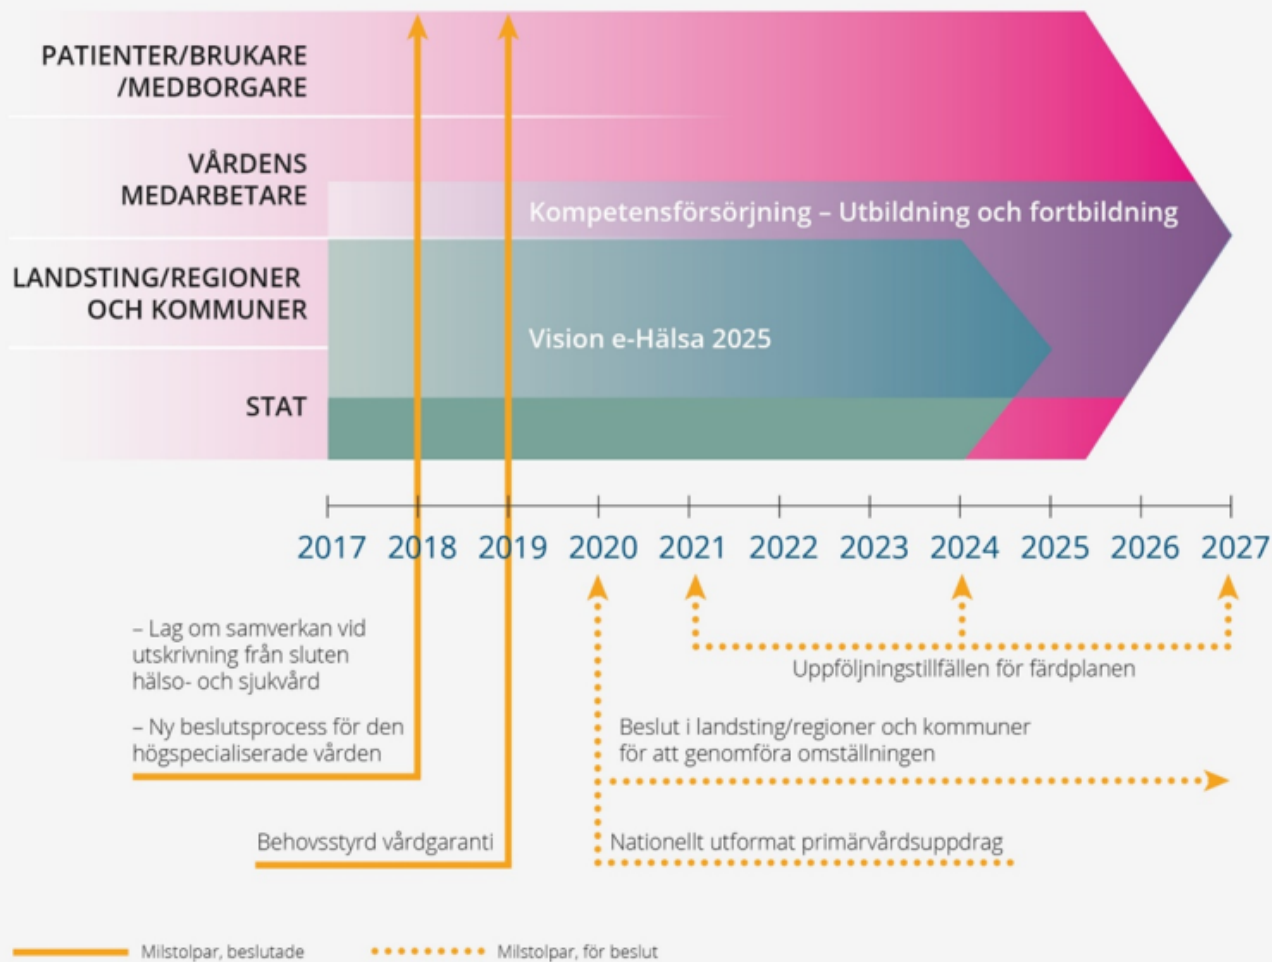 PATIENTER/BRUKARE
/MEDBORGARE
VÅRDENS
MEDARBETARE
Kompetensförsörjning – Utbildning och fortbildning
LANDSTING/REGIONER
OCH KOMMUNER
Vision e-Hälsa 2025
STAT
2017 2018 2019 2020 2021 2022 2023 2024 2025 2026 2027
– Lag om samverkan vid
utskrivning från sluten
hälso- och sjukvård
– Ny beslutsprocess för den
högspecialiserade vården
Uppföljningstillfällen för färdplanen
Beslut i landsting/regioner och kommuner
för att genomföra omställningen
Behovsstyrd vårdgaranti
Nationellt utformat primärvårdsuppdrag
Milstolpar, beslutade
Milstolpar, för beslut